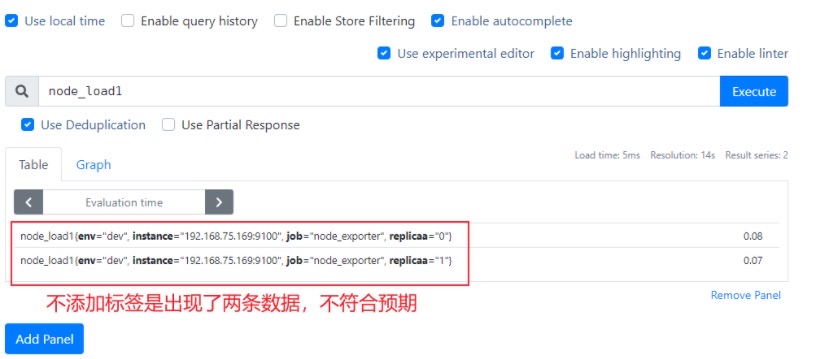 Use local time Enable query history Enable Store Filtering Enable autocomplete
Use experimental editor Enable highlighting Enable linter
node_load1 Execute
Use Deduplication Use Partial Response
Load time: 5ms Resolution: 14s Result series: 2
Table Graph
Evaluation time
node_load1{env="dev", instance="192.168.75.169:9100", job="node_exporter", replicaa="0"} 0.08
node_load1{env="dev", instance="192.168.75.169:9100", job="node_exporter", replicaa="1"} 0.07
不添加标签是出现了两条数据，不符合预期
Remove Panel
Add Panel